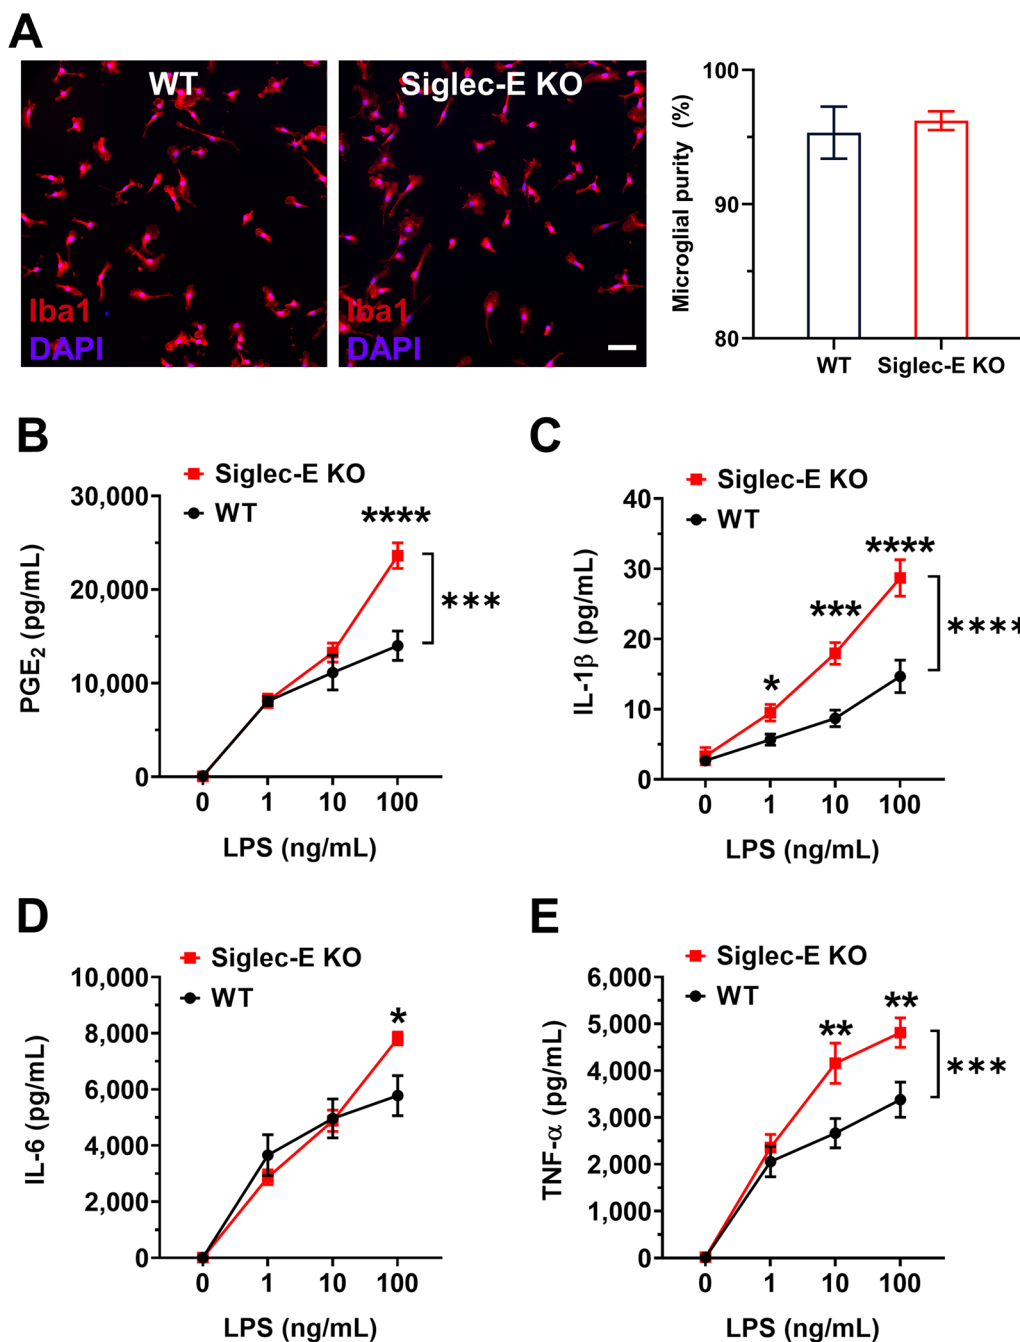 A
WT
Siglec-E KO
Iba1
DAPI
Iba1
DAPI
Microglial purity (%)
100
90
80
WT
Siglec-E KO
B
Siglec-E KO
WT
PGE₂ (pg/mL)
30,000
20,000
10,000
0
****
***
0 1 10 100
LPS (ng/mL)
C
Siglec-E KO
WT
IL-1β (pg/mL)
40
30
20
10
0
*
***
****
****
0 1 10 100
LPS (ng/mL)
D
Siglec-E KO
WT
IL-6 (pg/mL)
10,000
8,000
6,000
4,000
2,000
0
*
0 1 10 100
LPS (ng/mL)
E
Siglec-E KO
WT
TNF-α (pg/mL)
6,000
5,000
4,000
3,000
2,000
1,000
0
**
**
***
0 1 10 100
LPS (ng/mL)